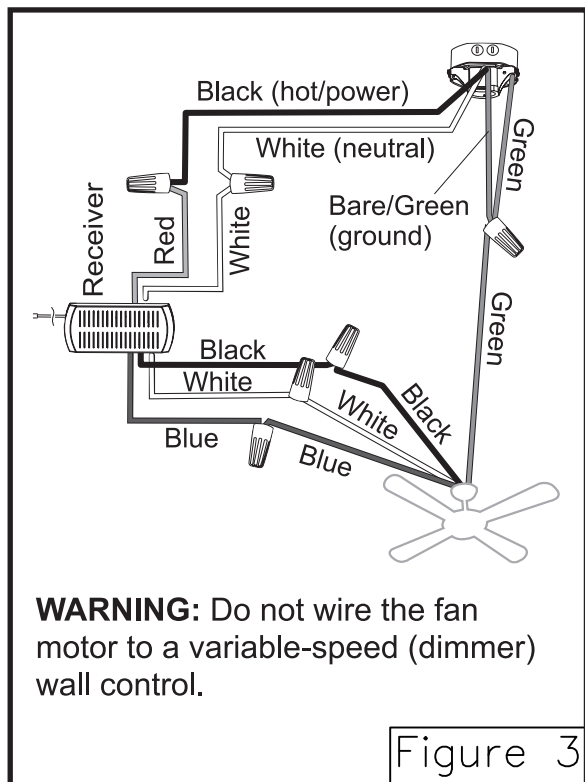 Black (hot/power)
White (neutral)
Green
Bare/Green
(ground)
Receiver
Red
White
Green
Black
White
White
Black
Blue
Blue
WARNING: Do not wire the fan
motor to a variable-speed (dimmer)
wall control.
Figure 3